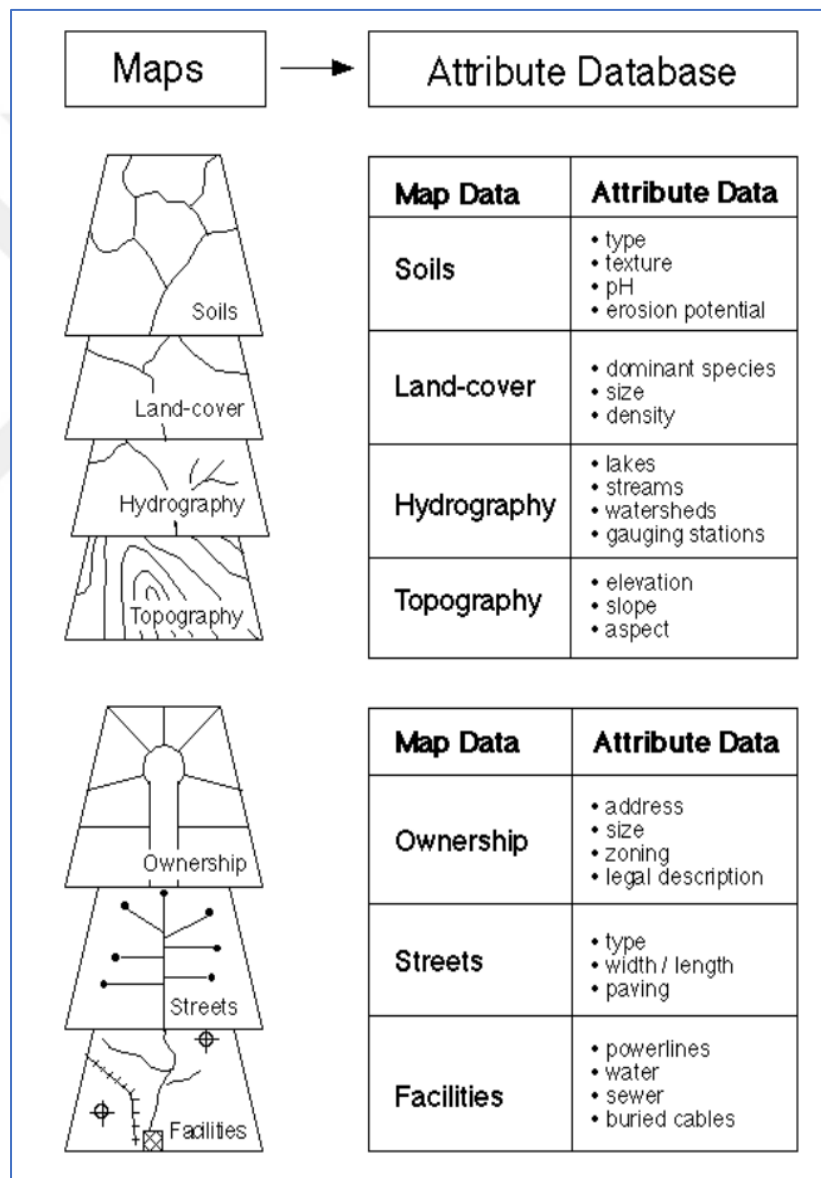 Maps
Attribute Database
Soils
Land-cover
Hydrography
Topography
Map Data
Attribute Data
Soils
• type
• texture
• pH
• erosion potential
Land-cover
• dominant species
• size
• density
Hydrography
• lakes
• streams
• watersheds
• gauging stations
Topography
• elevation
• slope
• aspect
Ownership
Streets
Facilities
Map Data
Attribute Data
Ownership
• address
• size
• zoning
• legal description
Streets
• type
• width / length
• paving
Facilities
• powerlines
• water
• sewer
• buried cables